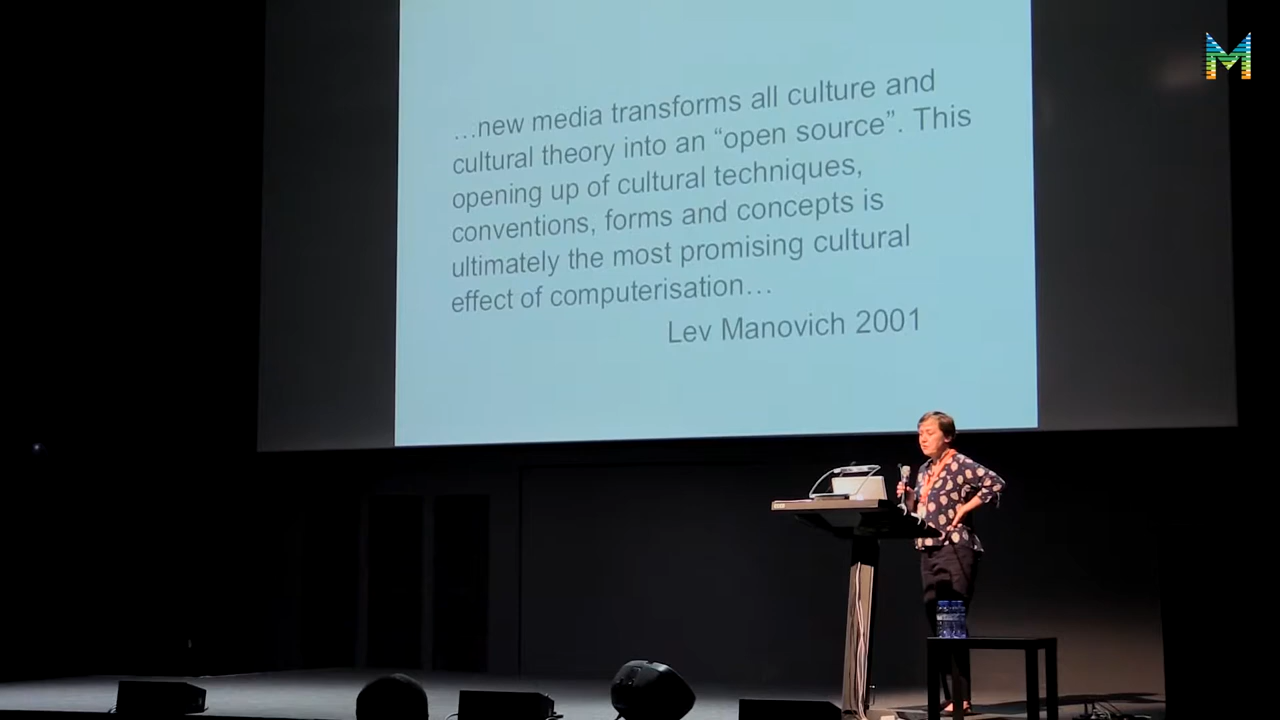 …new media transforms all culture and
cultural theory into an “open source”. This
opening up of cultural techniques,
conventions, forms and concepts is
ultimately the most promising cultural
effect of computerisation…
Lev Manovich 2001
M